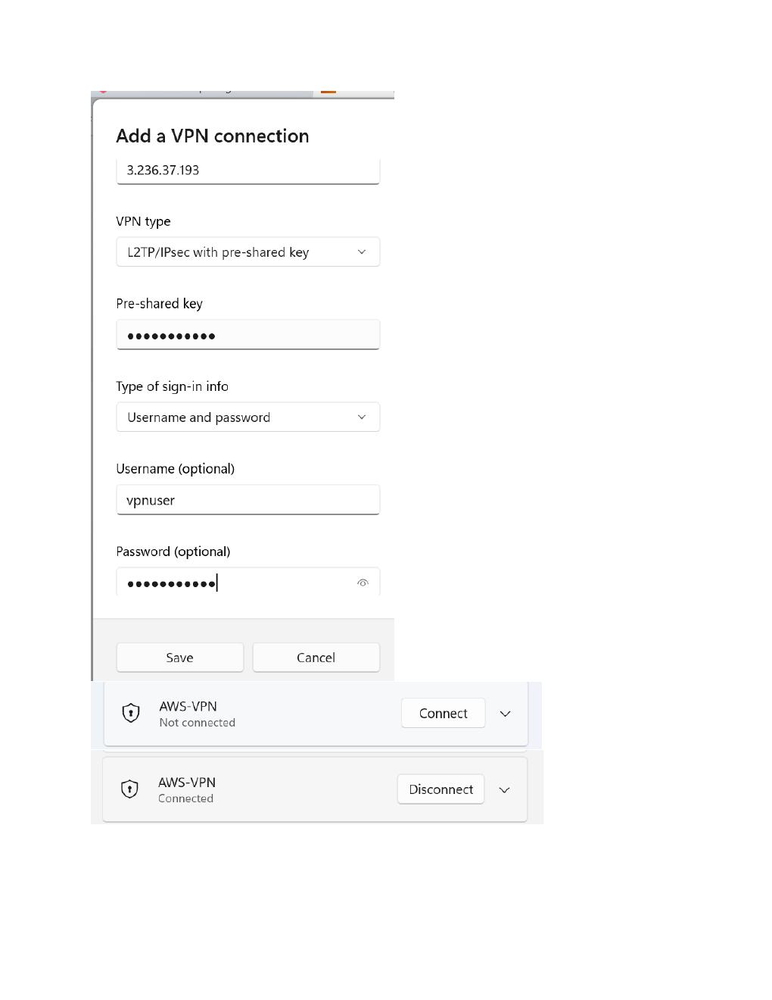 Add a VPN connection
3.236.37.193
VPN type
L2TP/IPsec with pre-shared key
Pre-shared key
●●●●●●●●●●●
Type of sign-in info
Username and password
Username (optional)
vpnuser
Password (optional)
●●●●●●●●●●●
Save Cancel
AWS-VPN
Not connected
Connect
AWS-VPN
Connected
Disconnect